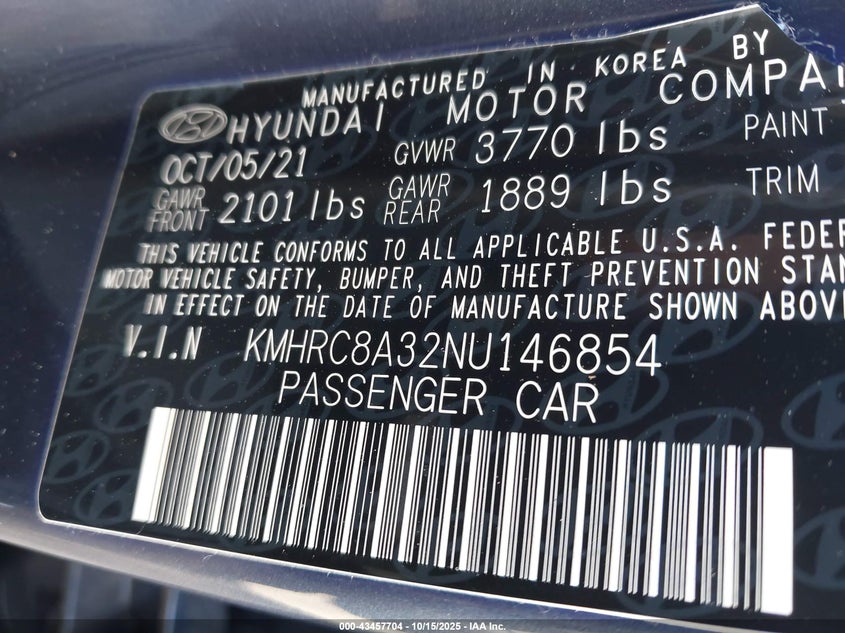 MANUFACTURED IN KOREA BY
HYUNDAI MOTOR COMPA
OCT/05/21 GVWR 3770 lbs PAINT
GAWR FRONT 2101 lbs GAWR REAR 1889 lbs TRIM
THIS VEHICLE CONFORMS TO ALL APPLICABLE U.S.A. FEDER
MOTOR VEHICLE SAFETY, BUMPER, AND THEFT PREVENTION STAN
IN EFFECT ON THE DATE OF MANUFACTURE SHOWN ABOVE
V.I.N KMHRC8A32NU146854
PASSENGER CAR
000-43457704 - 10/15/2025 - IAA Inc.